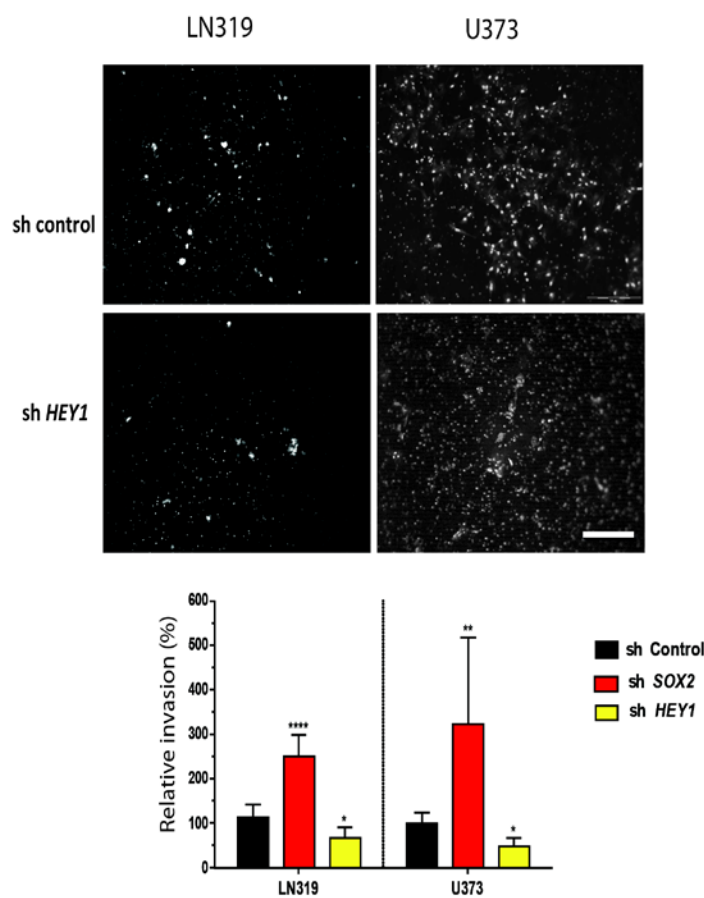 LN319 U373
sh control
sh HEY1
600
500
400
300
200
100
0
Relative invasion (%)
****
*
**
*
LN319 U373
sh Control
sh SOX2
sh HEY1